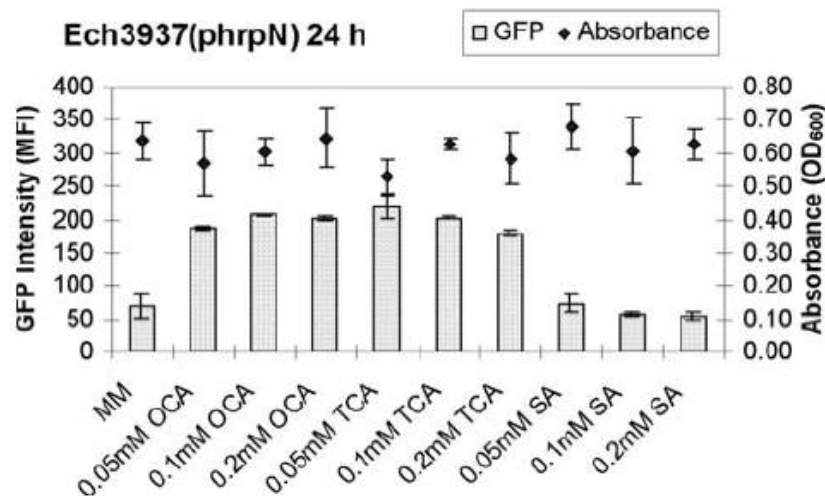 Ech3937(phrpN) 24 h
GFP Absorbance
GFP Intensity (MFI)
400
350
300
250
200
150
100
50
0
0.80
0.70
0.60
0.50
0.40
0.30
0.20
0.10
0.00
Absorbance (OD600)
MM
0.05mM OCA
0.1mM OCA
0.2mM OCA
0.05mM TCA
0.1mM TCA
0.2mM TCA
0.05mM SA
0.1mM SA
0.2mM SA